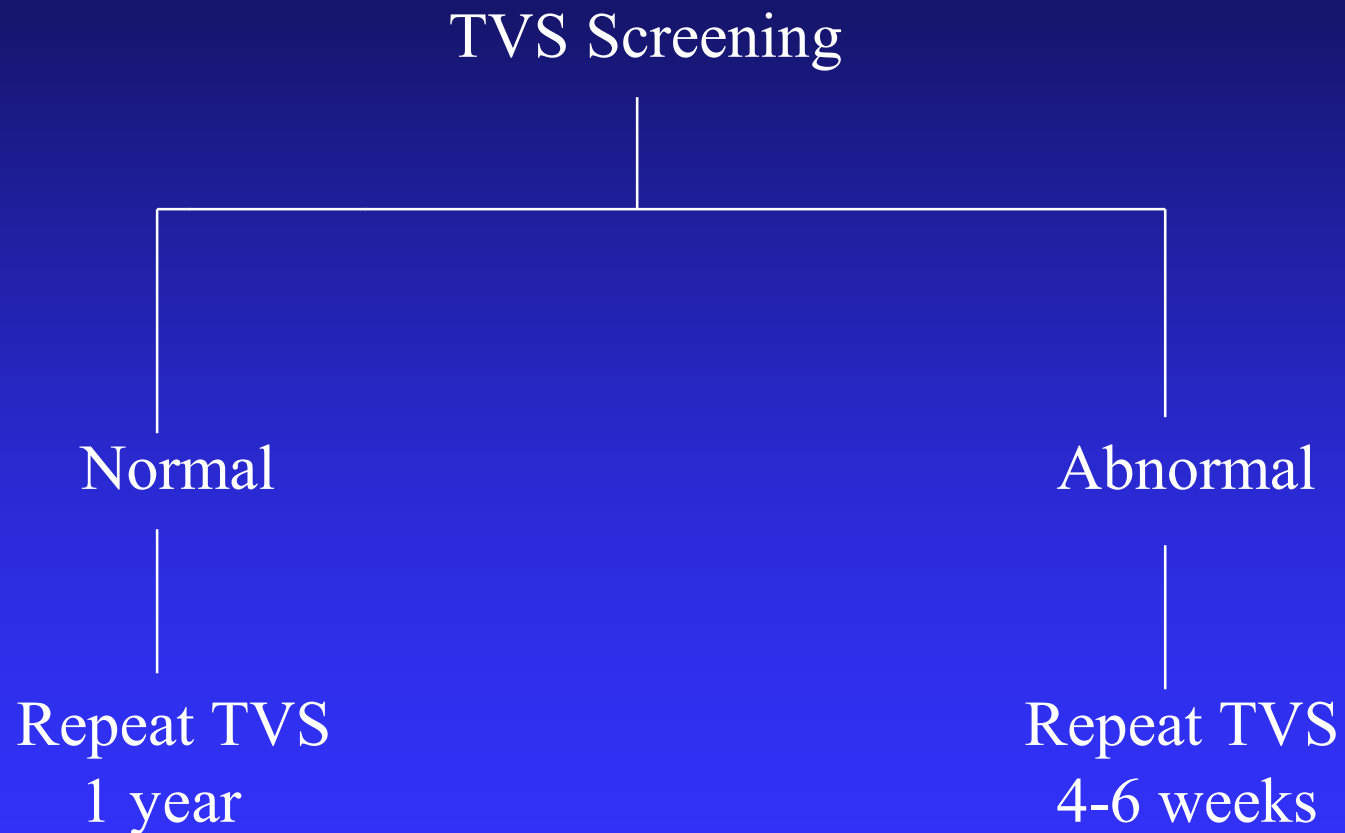 TVS Screening
Normal
Abnormal
Repeat TVS
1 year
Repeat TVS
4-6 weeks